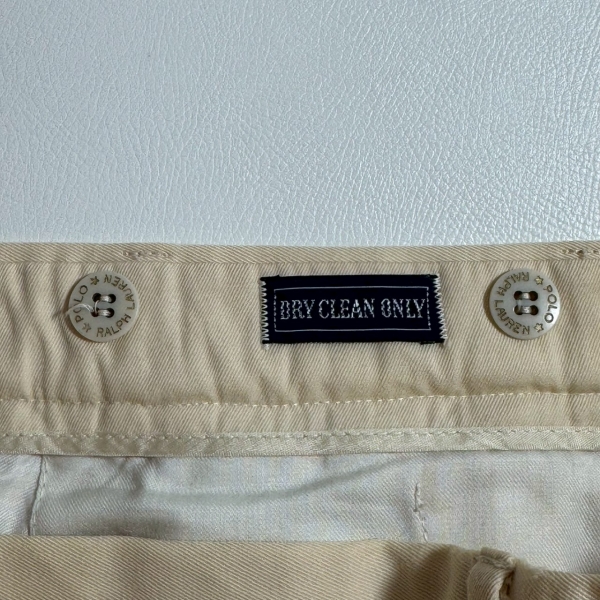 POLO ☆ RALPH LAUREN ☆
DRY CLEAN ONLY
POLO ☆ RALPH LAUREN ☆